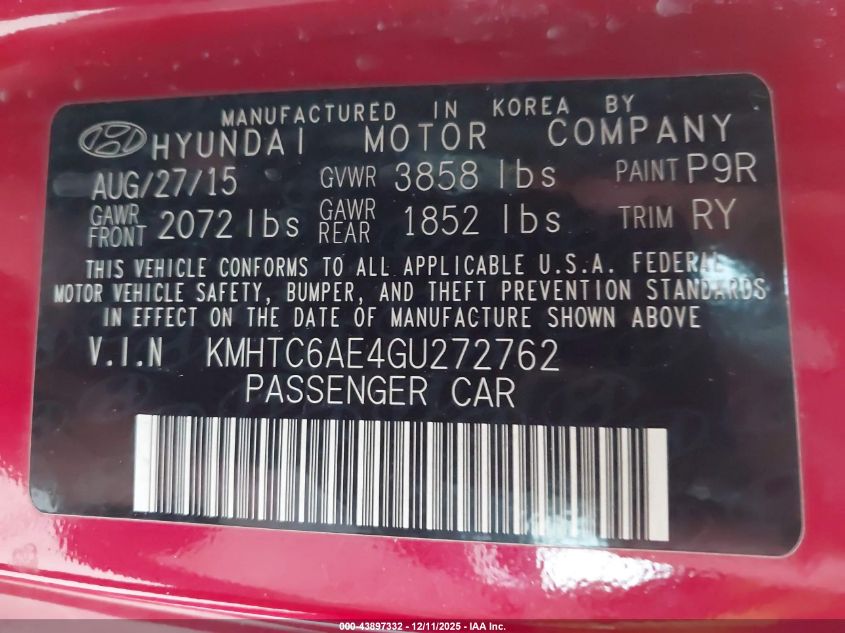 MANUFACTURED IN KOREA BY
HYUNDAI MOTOR COMPANY
AUG/27/15 GVWR 3858 lbs PAINT P9R
GAWR FRONT 2072 lbs GAWR REAR 1852 lbs TRIM RY
THIS VEHICLE CONFORMS TO ALL APPLICABLE U.S.A. FEDERAL
MOTOR VEHICLE SAFETY, BUMPER, AND THEFT PREVENTION STANDARDS
IN EFFECT ON THE DATE OF MANUFACTURE SHOWN ABOVE
V.I.N KMHTC6AE4GU272762
PASSENGER CAR
000-43897332 - 12/11/2025 - IAA Inc.